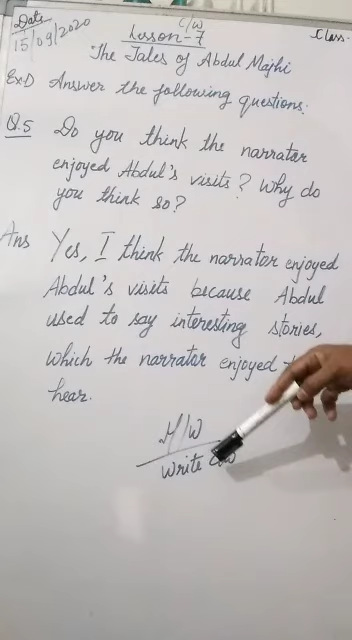 Date
15/09/2020
C/W
Class-
Lesson-7
The Tales of Abdul Majhi
Ex.D Answer the following questions.
Q.5 Do you think the narrator
enjoyed Abdul's visits? Why do
you think so?
Ans Yes, I think the narrator enjoyed
Abdul's visits because Abdul
used to say interesting stories,
which the narrator enjoyed
hear.
H/W
Write